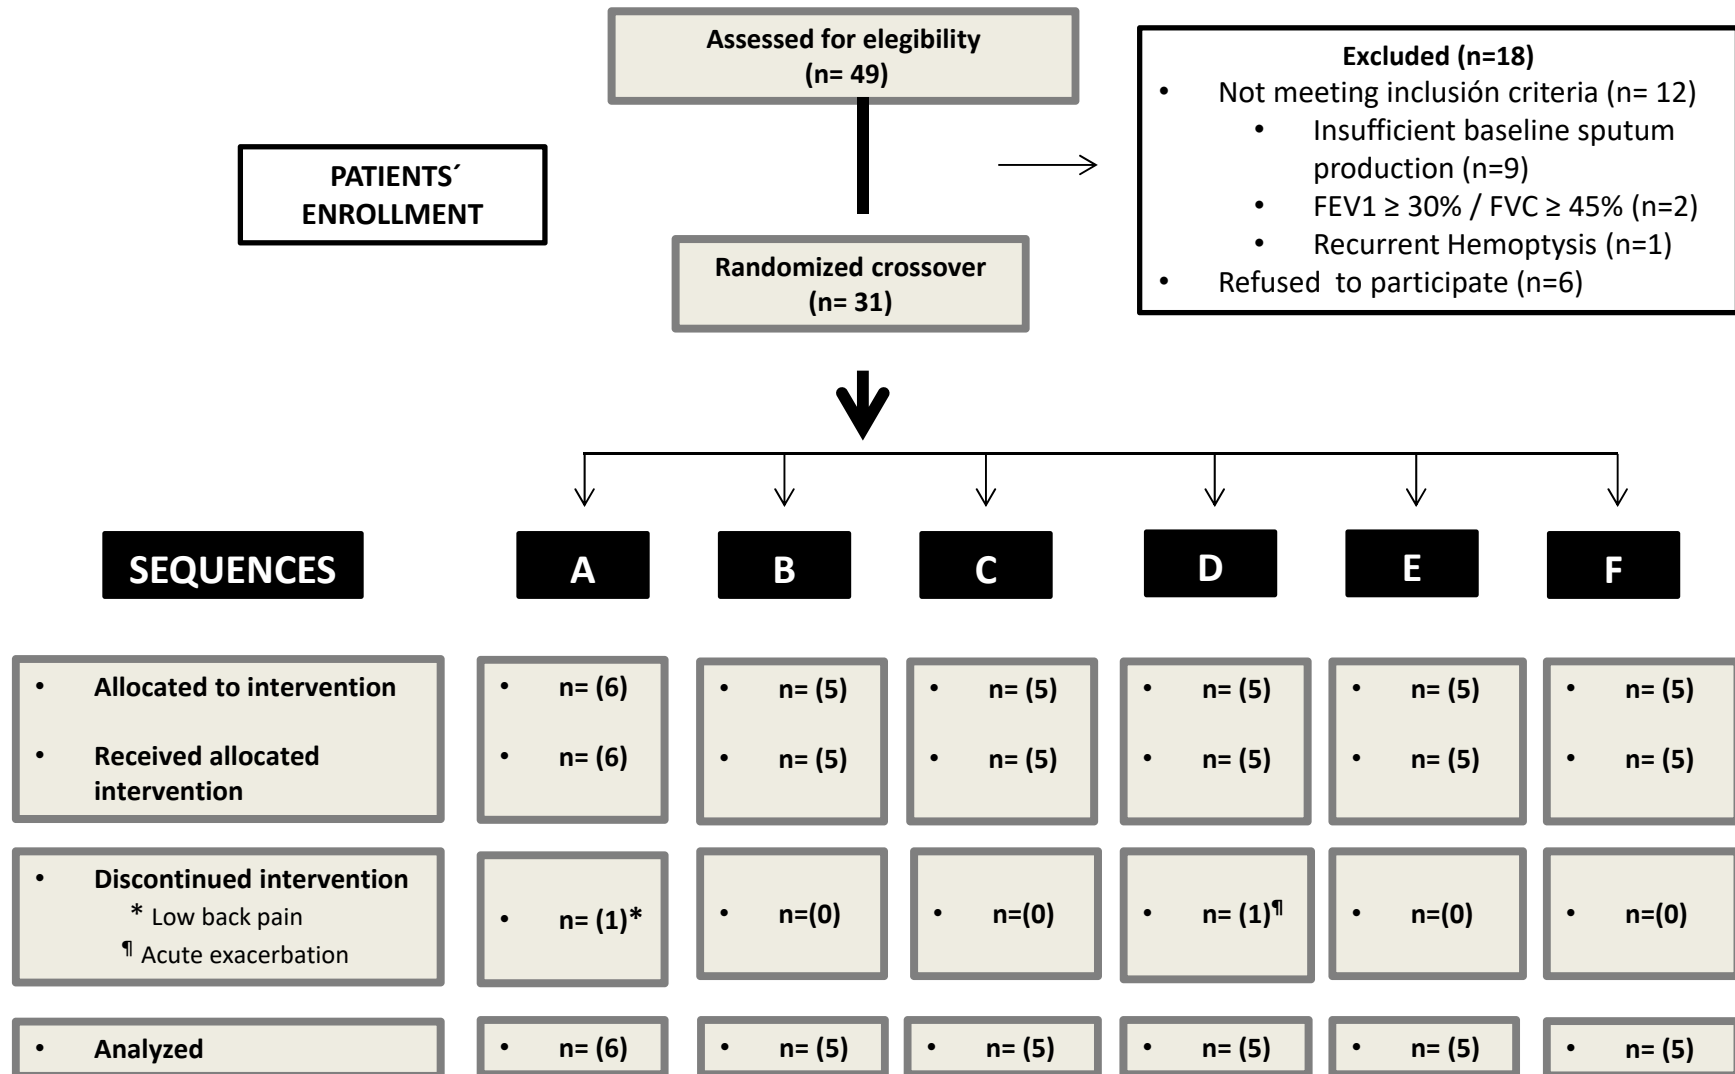 Assessed for elegibility
(n= 49)
Excluded (n=18)
• Not meeting inclusión criteria (n= 12)
• Insufficient baseline sputum
production (n=9)
• FEV1 ≥ 30% / FVC ≥ 45% (n=2)
• Recurrent Hemoptysis (n=1)
• Refused to participate (n=6)
PATIENTS´
ENROLLMENT
Randomized crossover
(n= 31)
SEQUENCES A B C D E F
• Allocated to intervention • n= (6) • n= (5) • n= (5) • n= (5) • n= (5) • n= (5)
• Received allocated
intervention • n= (6) • n= (5) • n= (5) • n= (5) • n= (5) • n= (5)
• Discontinued intervention
* Low back pain
¶ Acute exacerbation
• n= (1)* • n=(0) • n=(0) • n= (1)¶ • n=(0) • n=(0)
• Analyzed • n= (6) • n= (5) • n= (5) • n= (5) • n= (5) • n= (5)